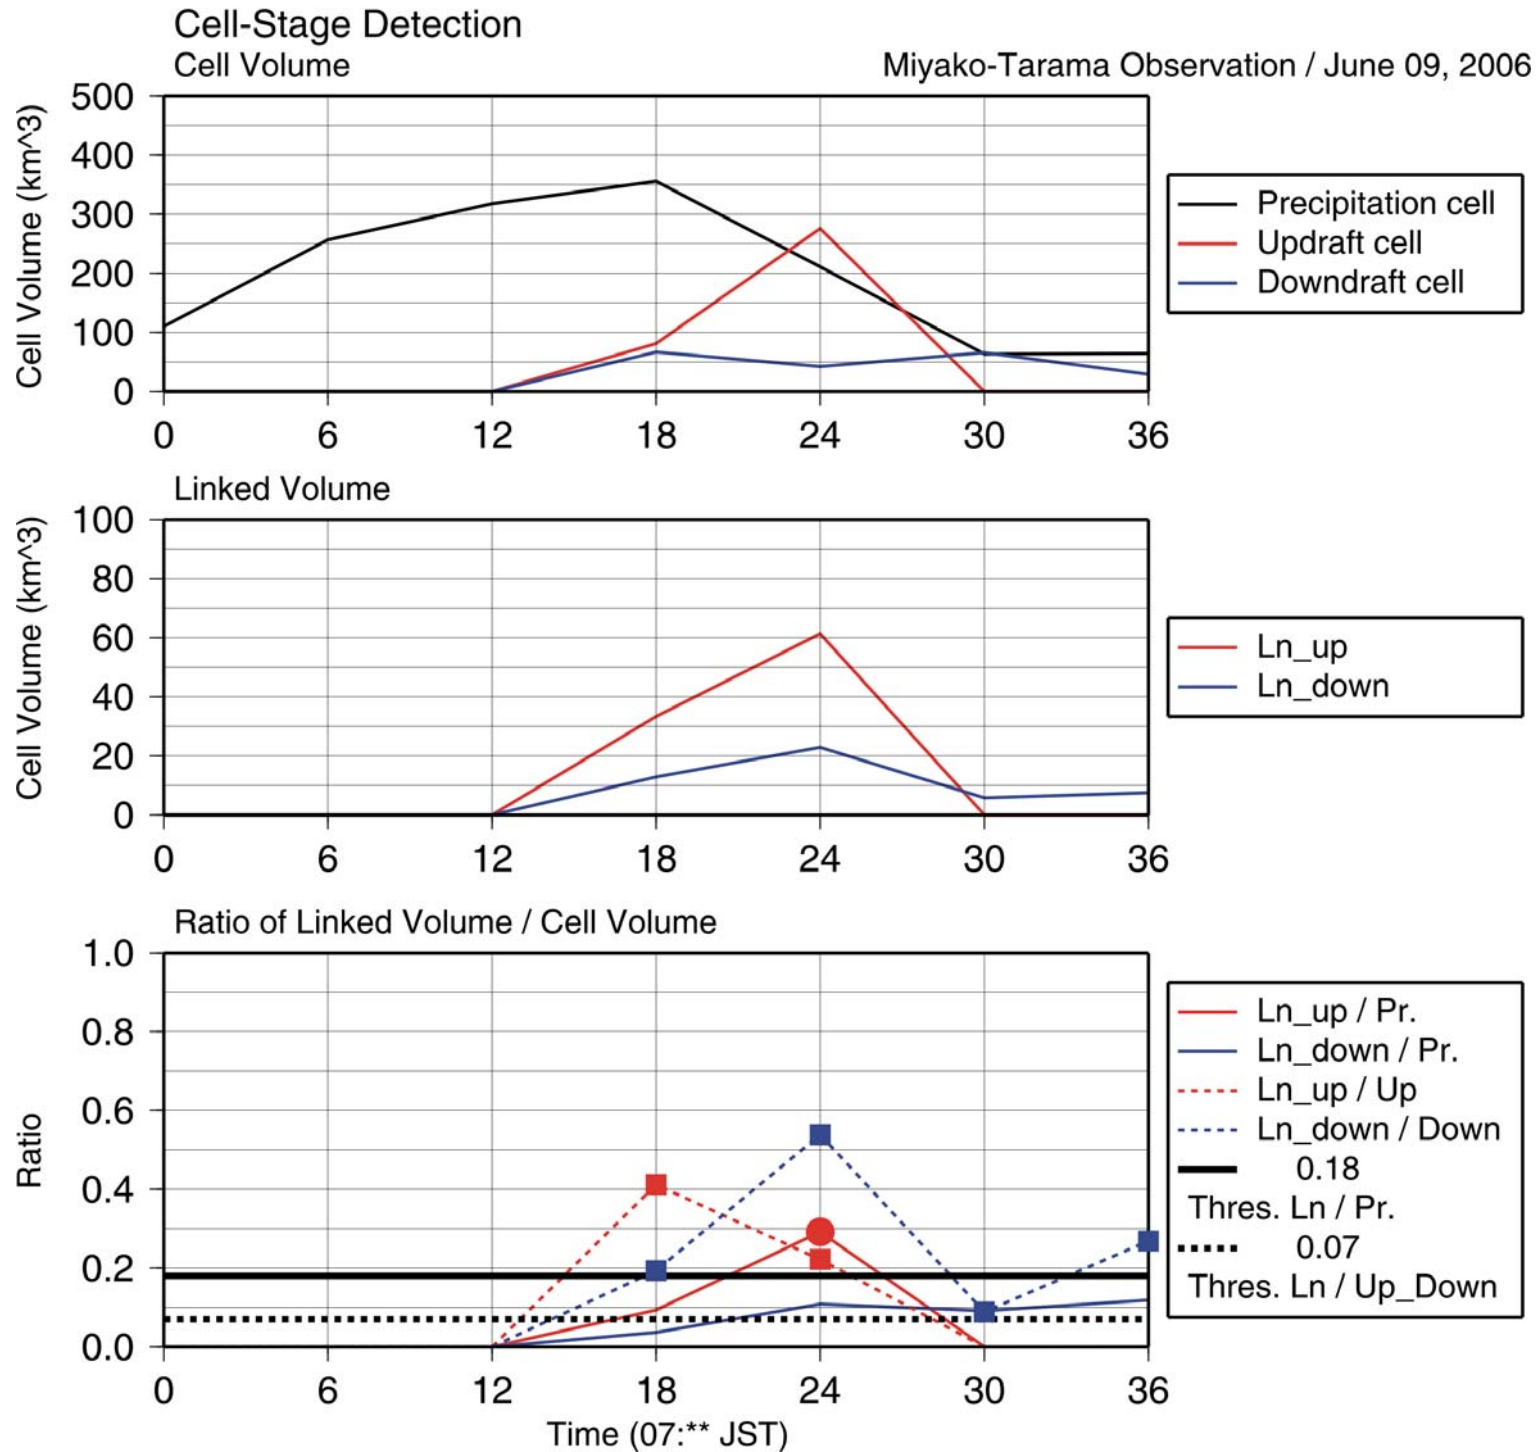 Cell-Stage Detection
Cell Volume
Miyako-Tarama Observation / June 09, 2006
Cell Volume (km^3)
500
400
300
200
100
0
0 6 12 18 24 30 36
Precipitation cell
Updraft cell
Downdraft cell
Linked Volume
Cell Volume (km^3)
100
80
60
40
20
0
0 6 12 18 24 30 36
Ln_up
Ln_down
Ratio of Linked Volume / Cell Volume
Ratio
1.0
0.8
0.6
0.4
0.2
0.0
0 6 12 18 24 30 36
Time (07:** JST)
Ln_up / Pr.
Ln_down / Pr.
Ln_up / Up
Ln_down / Down
0.18
Thres. Ln / Pr.
0.07
Thres. Ln / Up_Down